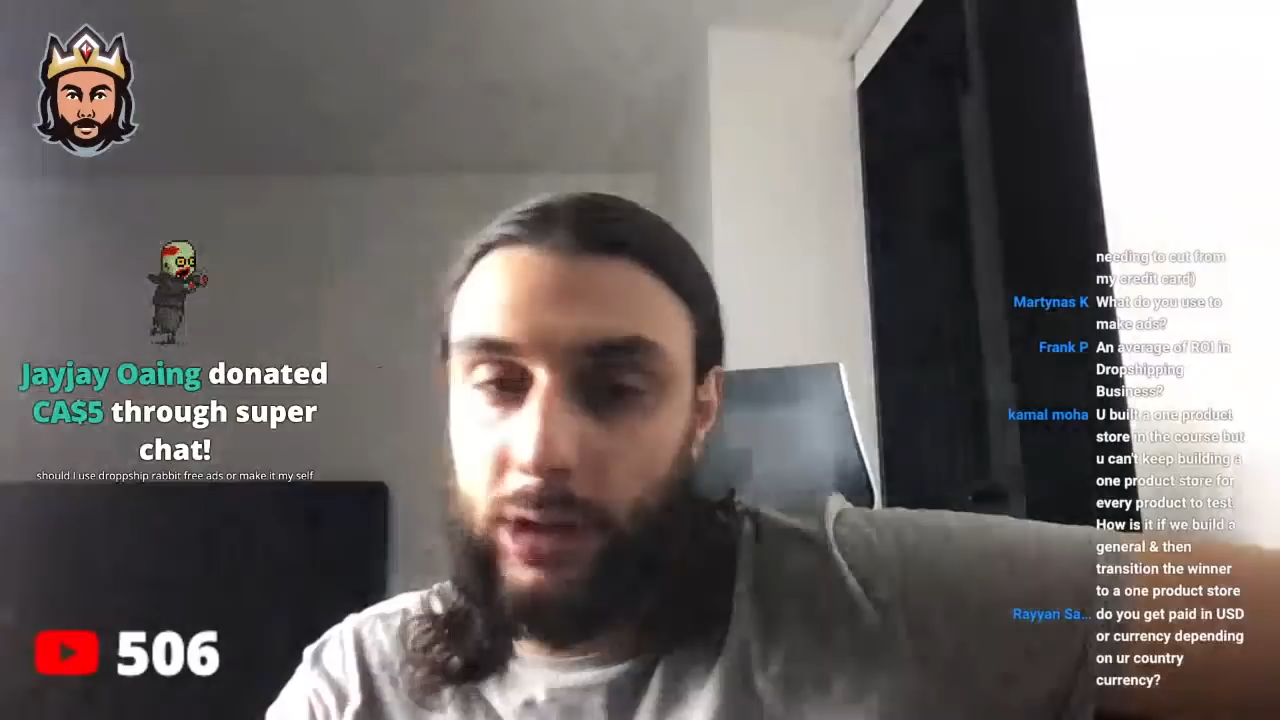 Jayjay Oaing donated
CA$5 through super
chat!
should I use droppship rabbit free ads or make it my self
506
needing to cut from
my credit card)
Martynas K What do you use to
make ads?
Frank P An average of ROI in
Dropshipping
Business?
kamal moha U built a one product
store in the course but
u can't keep building a
one product store for
every product to test
How is it if we build a
general & then
transition the winner
to a one product store
Rayyan Sa... do you get paid in USD
or currency depending
on ur country
currency?